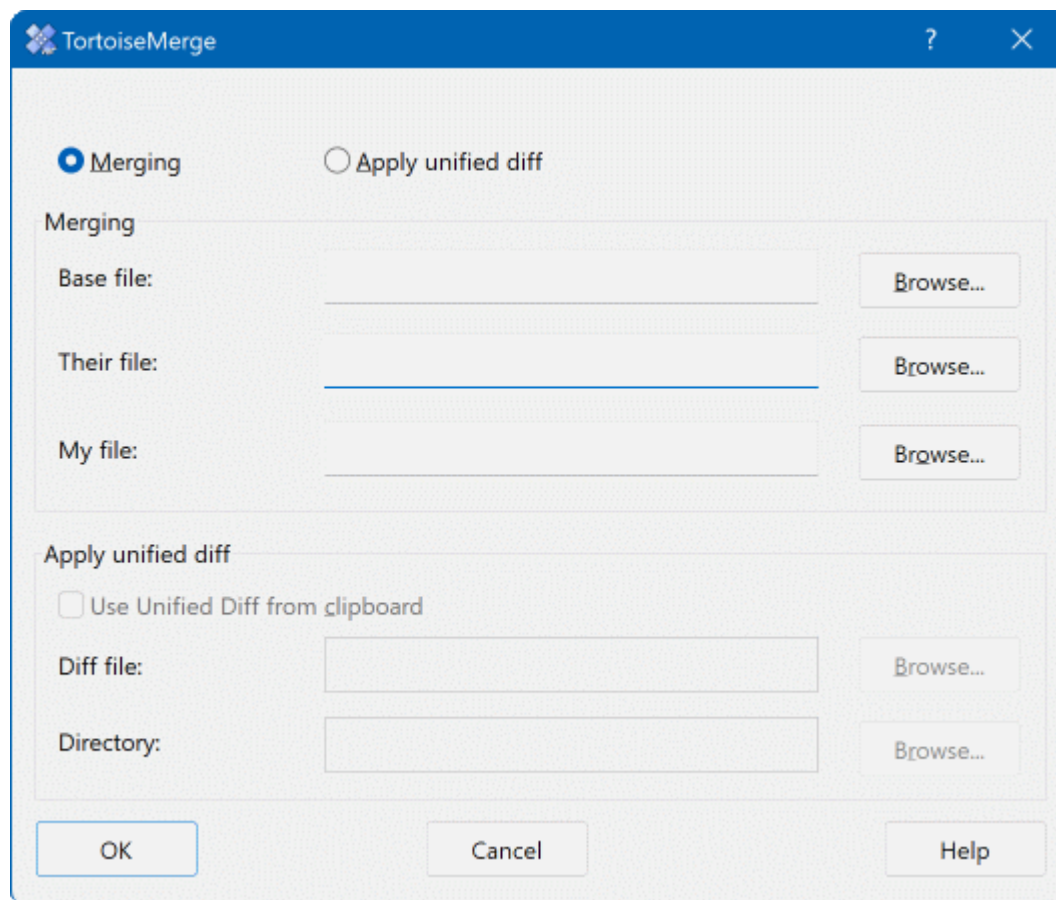 TortoiseMerge ?
Merging Apply unified diff
Merging
Base file: Browse...
Their file: Browse...
My file: Browse...
Apply unified diff
Use Unified Diff from clipboard
Diff file: Browse...
Directory: Browse...
OK Cancel Help